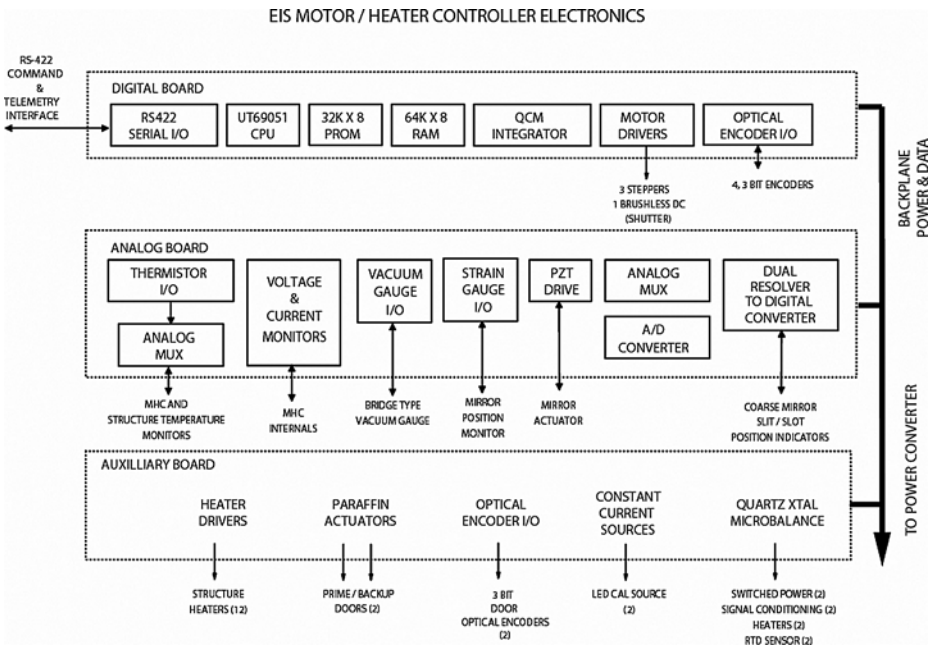 EIS MOTOR / HEATER CONTROLLER ELECTRONICS
RS-422
COMMAND
&
TELEMETRY
INTERFACE
DIGITAL BOARD
RS422
SERIAL I/O
UT69051
CPU
32K X 8
PROM
64K X 8
RAM
QCM
INTEGRATOR
MOTOR
DRIVERS
OPTICAL
ENCODER I/O
3 STEPPERS
1 BRUSHLESS DC
(SHUTTER)
4, 3 BIT ENCODERS
BACKPLANE
POWER & DATA
ANALOG BOARD
THERMISTOR
I/O
ANALOG
MUX
VOLTAGE
&
CURRENT
MONITORS
VACUUM
GAUGE
I/O
STRAIN
GAUGE I/O
PZT
DRIVE
ANALOG
MUX
A/D
CONVERTER
DUAL
RESOLVER
TO DIGITAL
CONVERTER
MHC AND
STRUCTURE TEMPERATURE
MONITORS
MHC
INTERNALS
BRIDGE TYPE
VACUUM GAUGE
MIRROR
POSITION
MONITOR
MIRROR
ACTUATOR
COARSE MIRROR
SLIT / SLOT
POSITION INDICATORS
TO POWER CONVERTER
AUXILLIARY BOARD
HEATER
DRIVERS
PARAFFIN
ACTUATORS
OPTICAL
ENCODER I/O
CONSTANT
CURRENT
SOURCES
QUARTZ XTAL
MICROBALANCE
STRUCTURE
HEATERS (12)
PRIME / BACKUP
DOORS (2)
3 BIT
DOOR
OPTICAL ENCODERS
(2)
LED CAL SOURCE
(2)
SWITCHED POWER (2)
SIGNAL CONDITIONING (2)
HEATERS (2)
RTD SENSOR (2)